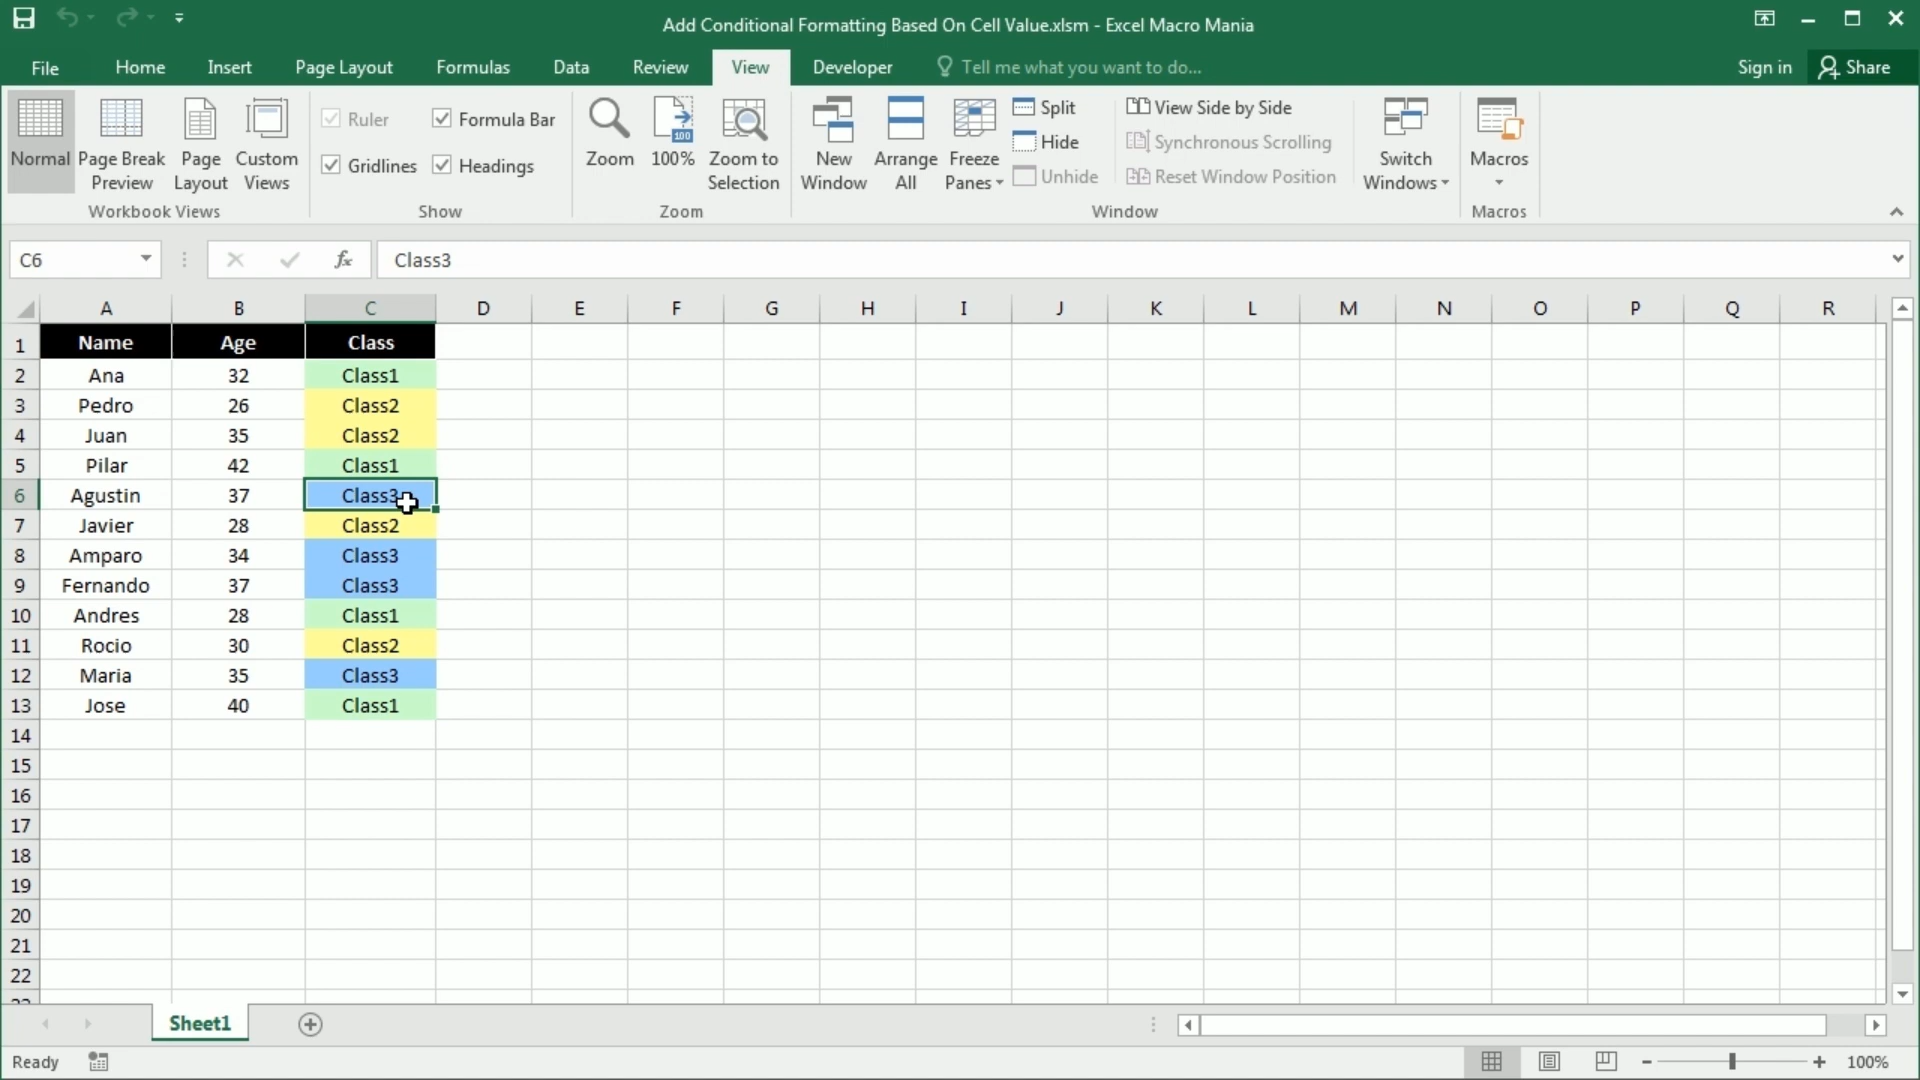 Add Conditional Formatting Based On Cell Value.xlsm - Excel Macro Mania
File Home Insert Page Layout Formulas Data Review View Developer Tell me what you want to do... Sign in Share
Normal
Page Break Preview
Page Layout
Custom Views
Workbook Views
Ruler Formula Bar
Gridlines Headings
Show
Zoom
100
100%
Zoom to Selection
Zoom
New Window
Arrange All
Freeze Panes
Split
Hide
Unhide
View Side by Side
Synchronous Scrolling
Reset Window Position
Window
Switch Windows
Macros
Macros
C6 fx Class3
A B C D E F G H I J K L M N O P Q R
1 Name Age Class
2 Ana 32 Class1
3 Pedro 26 Class2
4 Juan 35 Class2
5 Pilar 42 Class1
6 Agustin 37 Class3
7 Javier 28 Class2
8 Amparo 34 Class3
9 Fernando 37 Class3
10 Andres 28 Class1
11 Rocio 30 Class2
12 Maria 35 Class3
13 Jose 40 Class1
14
15
16
17
18
19
20
21
22
Sheet1
Ready 100%